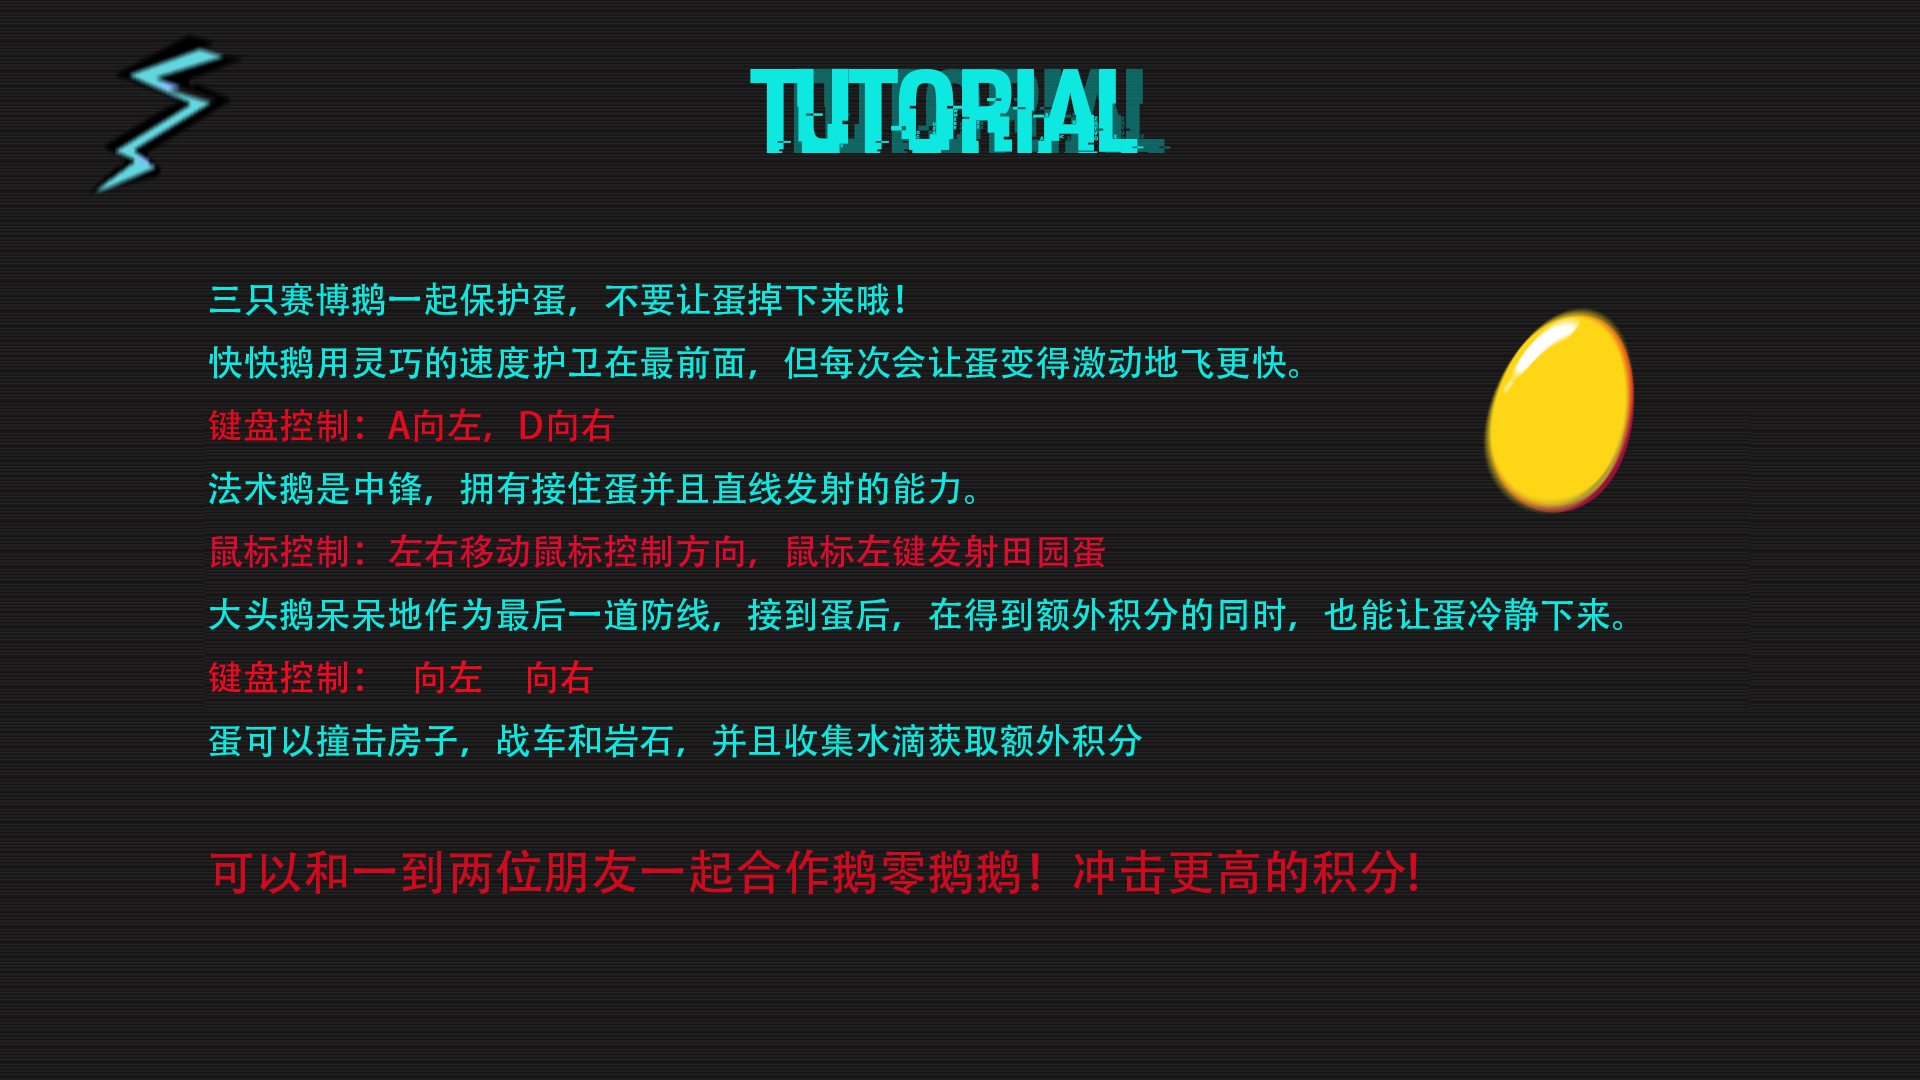 TUTORIAL
三只赛博鹅一起保护蛋，不要让蛋掉下来哦！
快快鹅用灵巧的速度护卫在最前面，但每次会让蛋变得激动地飞更快。
键盘控制：A向左，D向右
法术鹅是中锋，拥有接住蛋并且直线发射的能力。
鼠标控制：左右移动鼠标控制方向，鼠标左键发射田园蛋
大头鹅呆呆地作为最后一道防线，接到蛋后，在得到额外积分的同时，也能让蛋冷静下来。
键盘控制： 向左 向右
蛋可以撞击房子，战车和岩石，并且收集水滴获取额外积分
可以和一到两位朋友一起合作鹅零鹅鹅！冲击更高的积分!